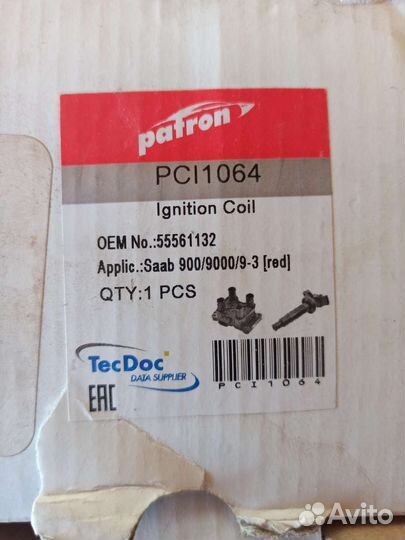 patron
PCI1064
Ignition Coil
OEM No.:55561132
Applic.:Saab 900/9000/9-3 [red]
QTY:1 PCS
TecDoc
DATA SUPPLIER
PCI1064
EAC
Avito